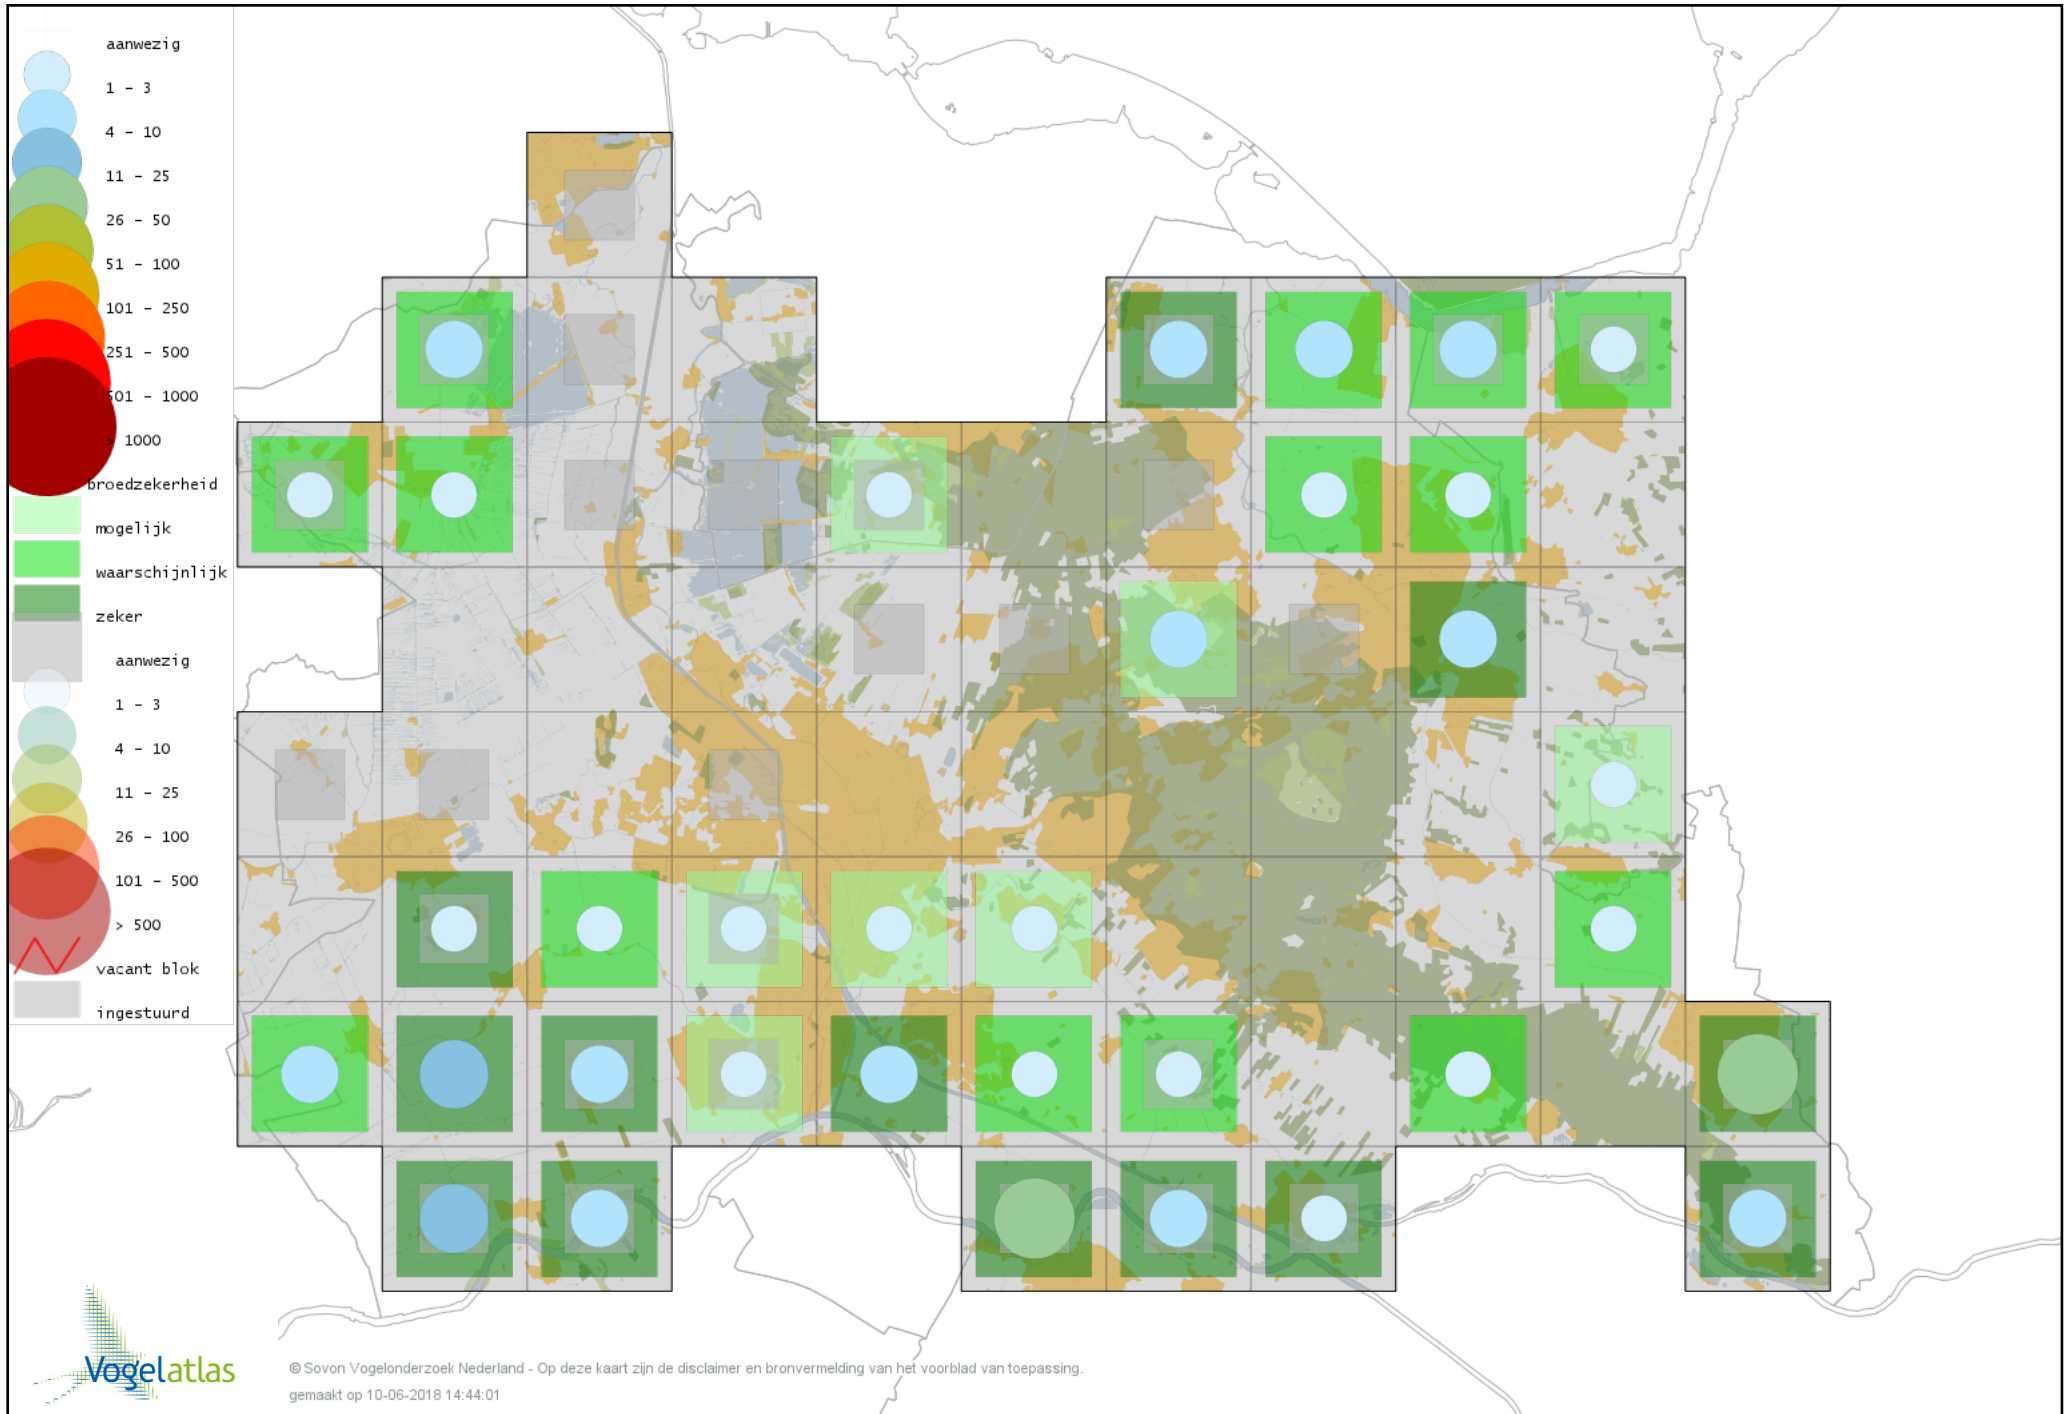 aanwezig
1 - 3
4 - 10
11 - 25
26 - 50
51 - 100
101 - 250
251 - 500
501 - 1000
> 1000
broedzekerheid
mogelijk
waarschijnlijk
zeker
aanwezig
1 - 3
4 - 10
11 - 25
26 - 100
101 - 500
> 500
vacant blok
ingestuurd
Vogelatlas
© Sovon Vogelonderzoek Nederland - Op deze kaart zijn de disclaimer en bronvermelding van het voorblad van toepassing.
gemaakt op 10-06-2018 14:44:01